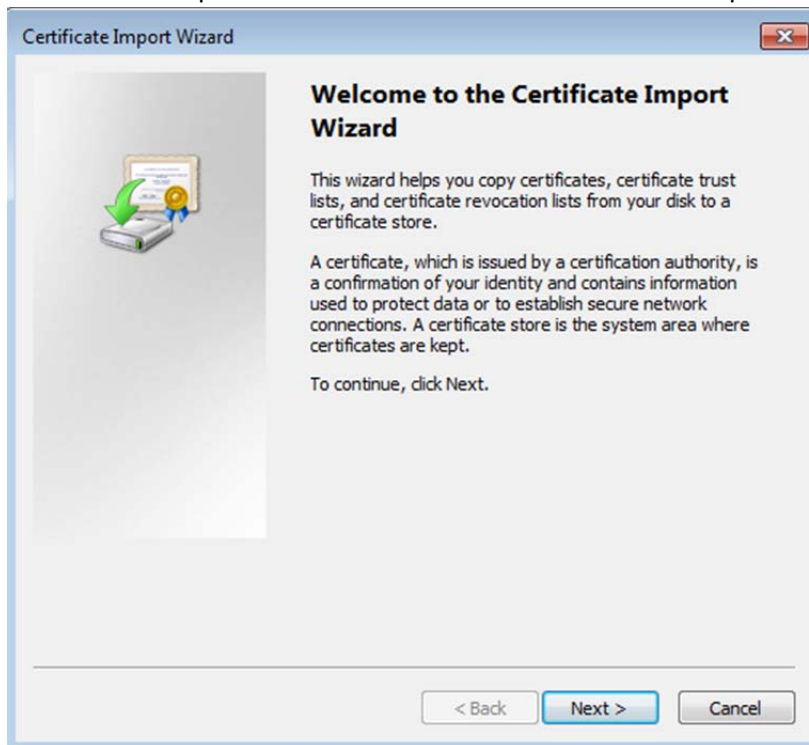 Certificate Import Wizard
Welcome to the Certificate Import
Wizard
This wizard helps you copy certificates, certificate trust
lists, and certificate revocation lists from your disk to a
certificate store.
A certificate, which is issued by a certification authority, is
a confirmation of your identity and contains information
used to protect data or to establish secure network
connections. A certificate store is the system area where
certificates are kept.
To continue, click Next.
< Back Next > Cancel